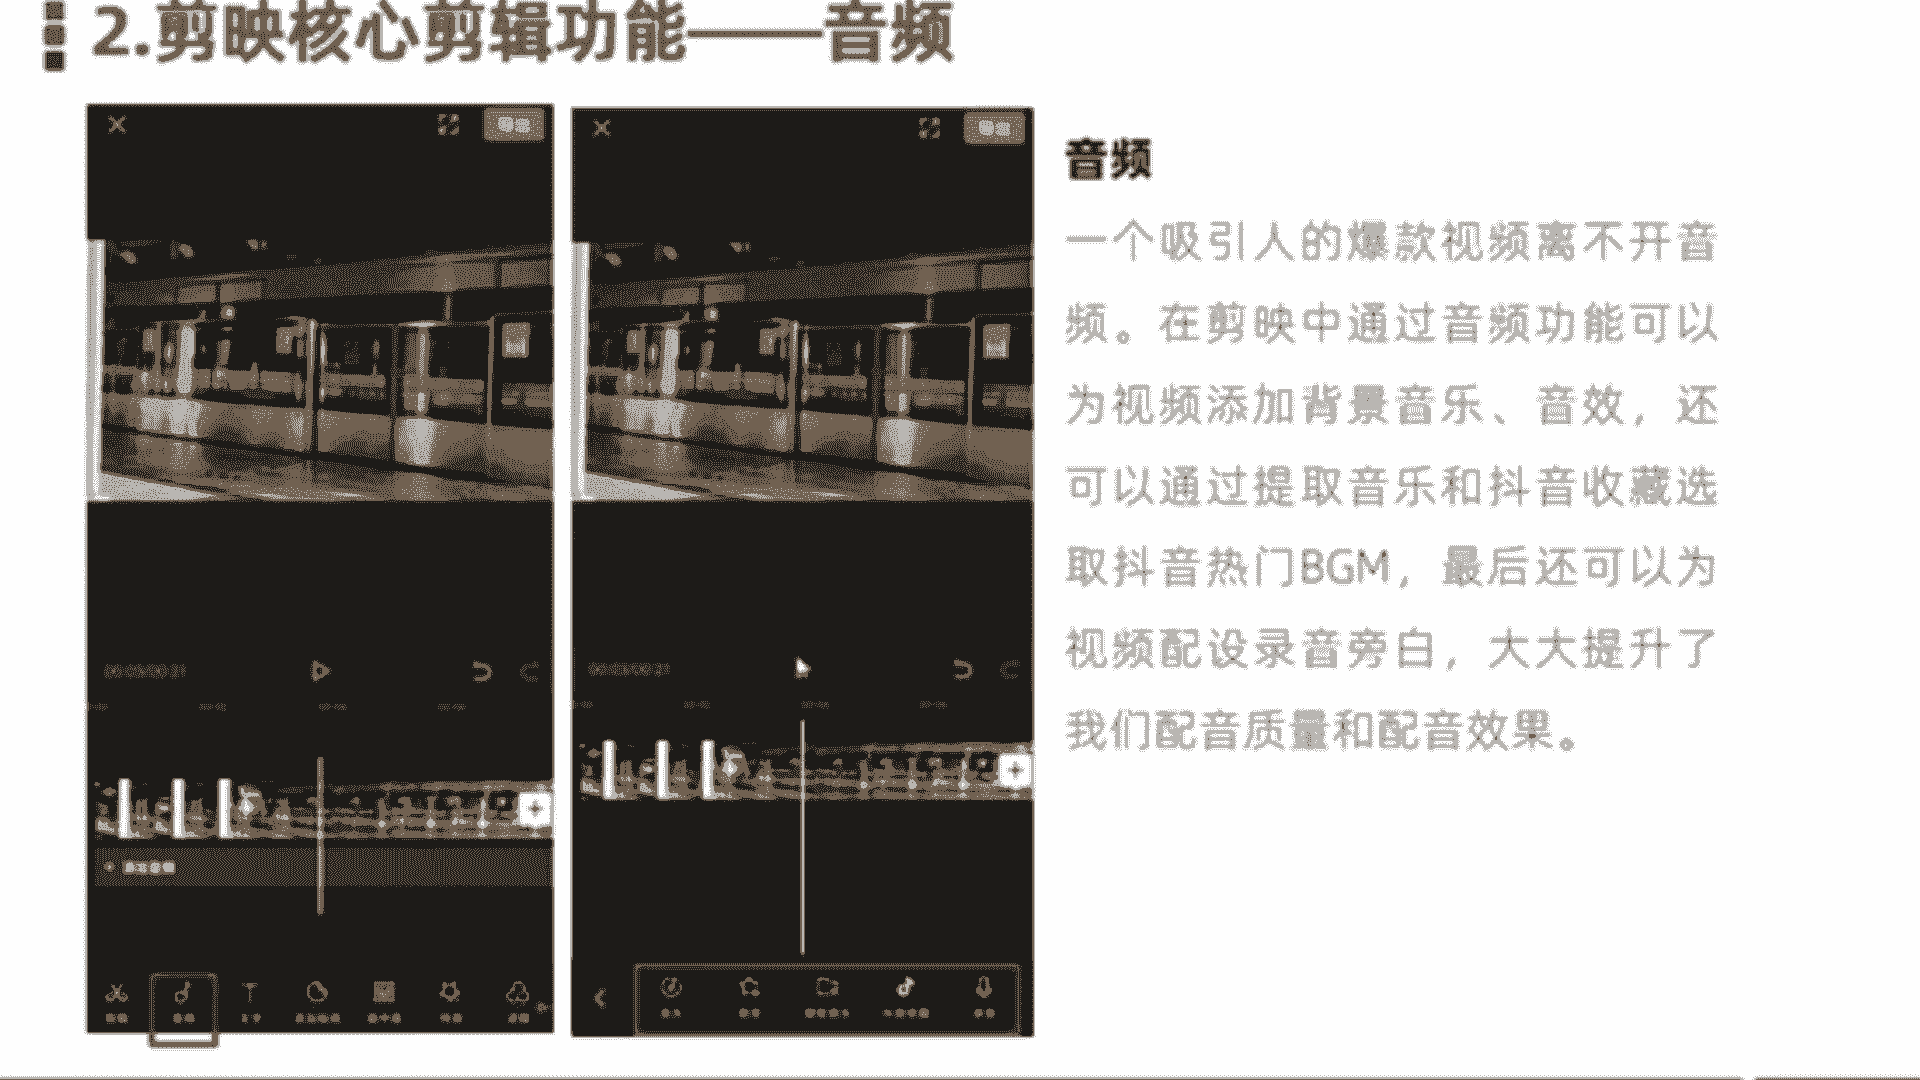 2.剪映核心剪辑功能——音频
音频
一个吸引人的爆款视频离不开音
频。在剪映中通过音频功能可以
为视频添加背景音乐、音效，还
可以通过提取音乐和抖音收藏选
取抖音热门BGM，最后还可以为
视频配设录音旁白，大大提升了
我们配音质量和配音效果。